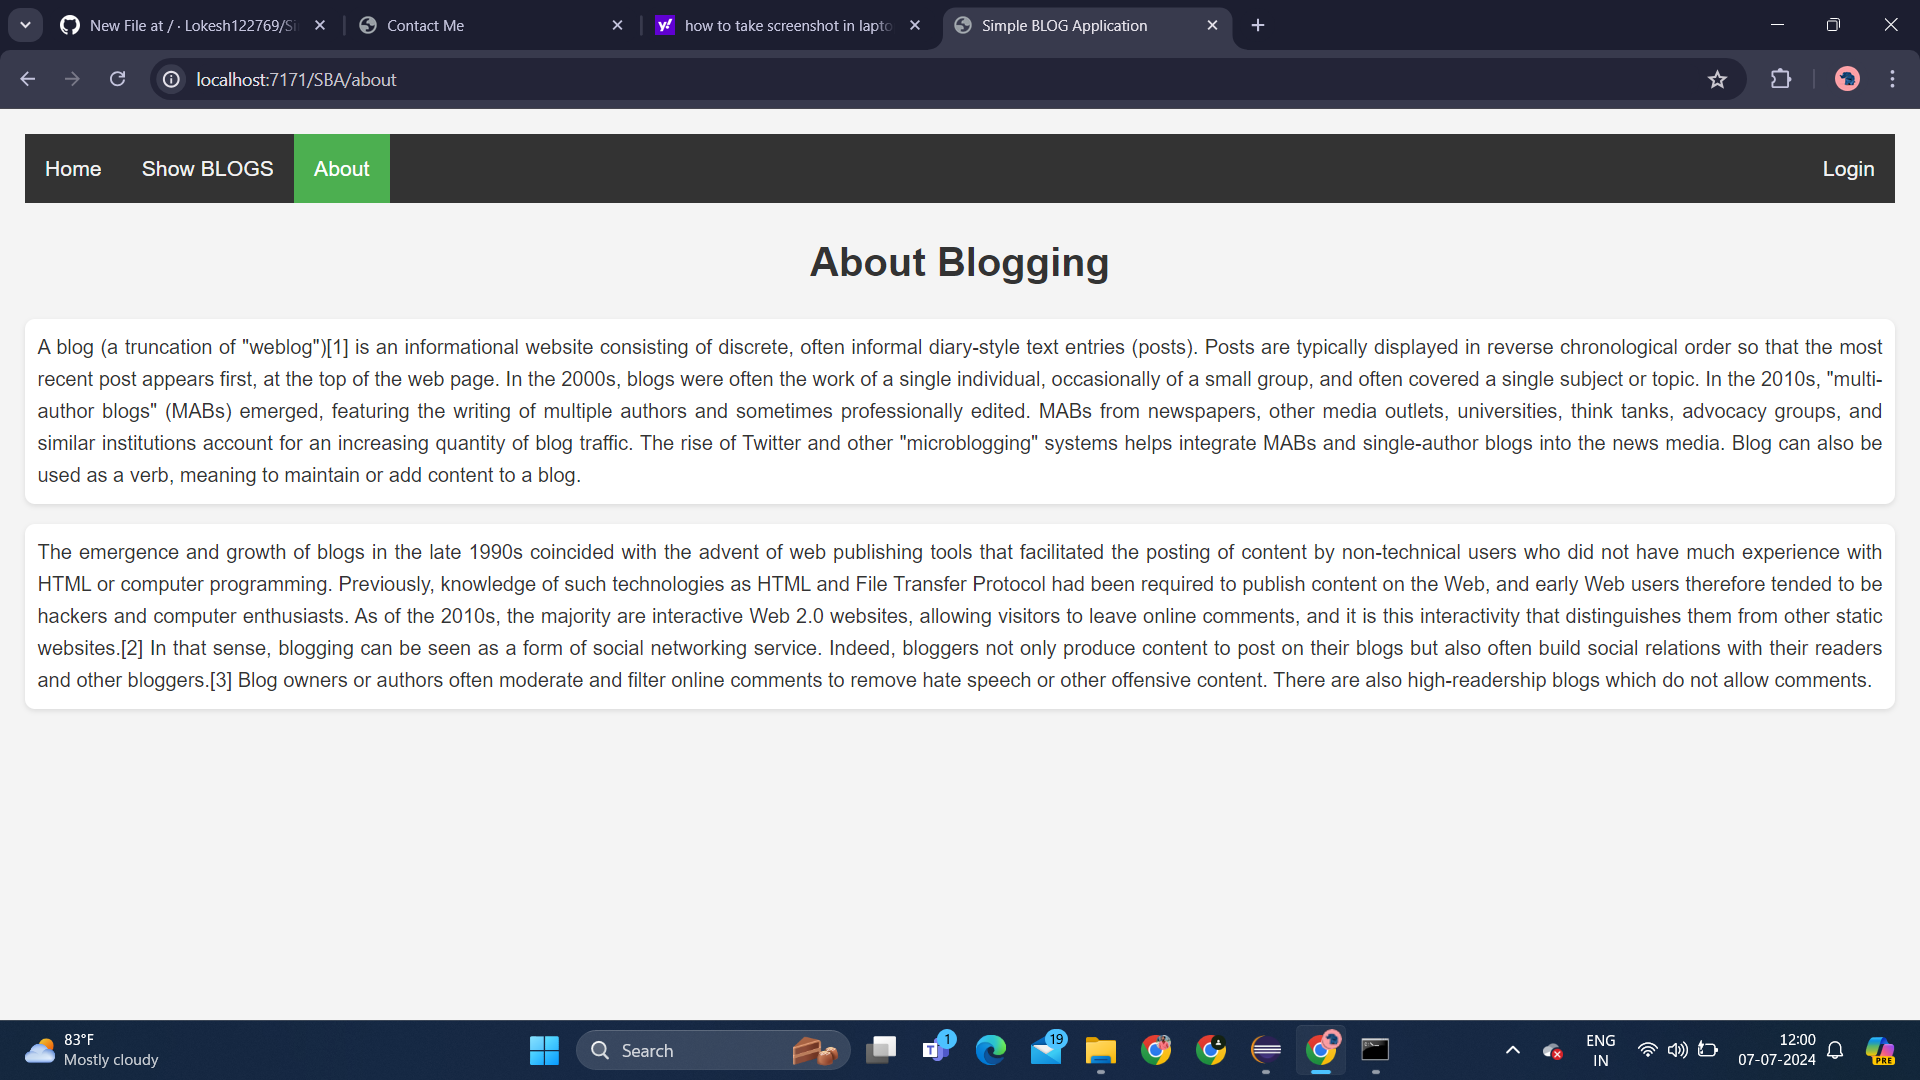 New File at / · Lokesh122769/Si
Contact Me
how to take screenshot in lapto
Simple BLOG Application
localhost:7171/SBA/about
Home
Show BLOGS
About
Login
About Blogging
A blog (a truncation of "weblog")[1] is an informational website consisting of discrete, often informal diary-style text entries (posts). Posts are typically displayed in reverse chronological order so that the most
recent post appears first, at the top of the web page. In the 2000s, blogs were often the work of a single individual, occasionally of a small group, and often covered a single subject or topic. In the 2010s, "multi-
author blogs" (MABs) emerged, featuring the writing of multiple authors and sometimes professionally edited. MABs from newspapers, other media outlets, universities, think tanks, advocacy groups, and
similar institutions account for an increasing quantity of blog traffic. The rise of Twitter and other "microblogging" systems helps integrate MABs and single-author blogs into the news media. Blog can also be
used as a verb, meaning to maintain or add content to a blog.
The emergence and growth of blogs in the late 1990s coincided with the advent of web publishing tools that facilitated the posting of content by non-technical users who did not have much experience with
HTML or computer programming. Previously, knowledge of such technologies as HTML and File Transfer Protocol had been required to publish content on the Web, and early Web users therefore tended to be
hackers and computer enthusiasts. As of the 2010s, the majority are interactive Web 2.0 websites, allowing visitors to leave online comments, and it is this interactivity that distinguishes them from other static
websites.[2] In that sense, blogging can be seen as a form of social networking service. Indeed, bloggers not only produce content to post on their blogs but also often build social relations with their readers
and other bloggers.[3] Blog owners or authors often moderate and filter online comments to remove hate speech or other offensive content. There are also high-readership blogs which do not allow comments.
83°F
Mostly cloudy
Search
1
19
ENG
IN
12:00
07-07-2024
PRE